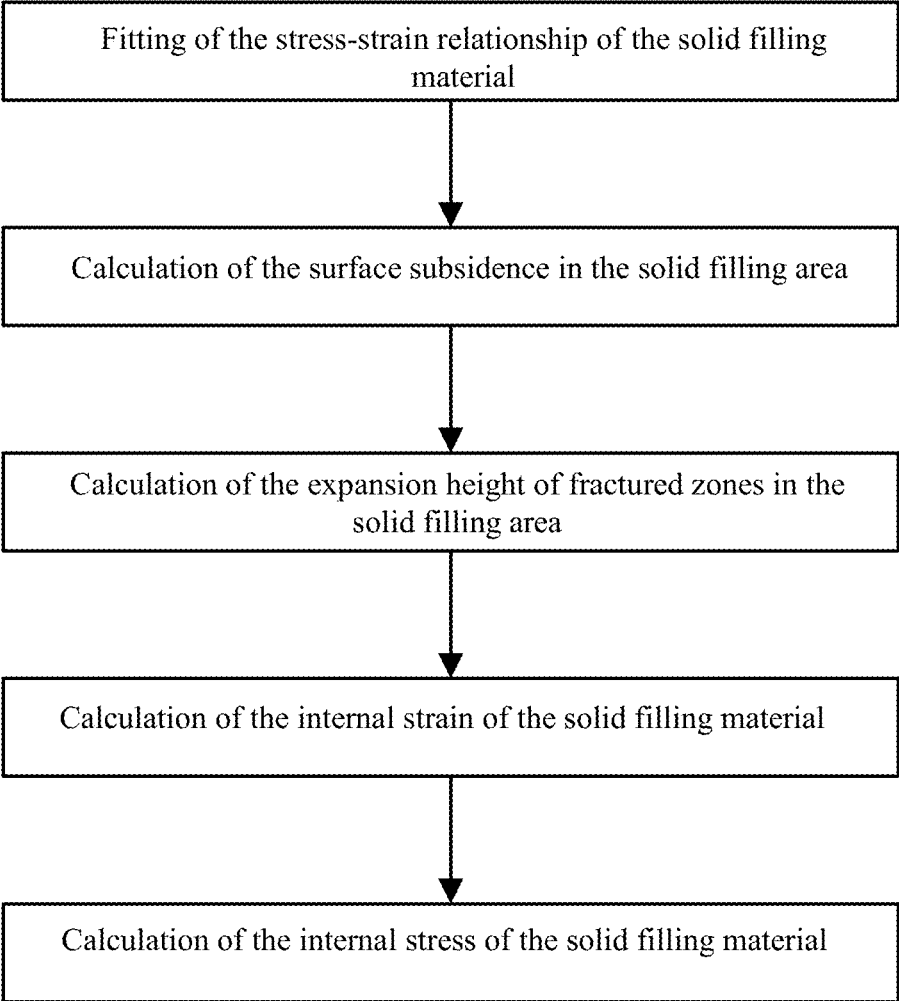 Fitting of the stress-strain relationship of the solid filling
material
Calculation of the surface subsidence in the solid filling area
Calculation of the expansion height of fractured zones in the
solid filling area
Calculation of the internal strain of the solid filling material
Calculation of the internal stress of the solid filling material